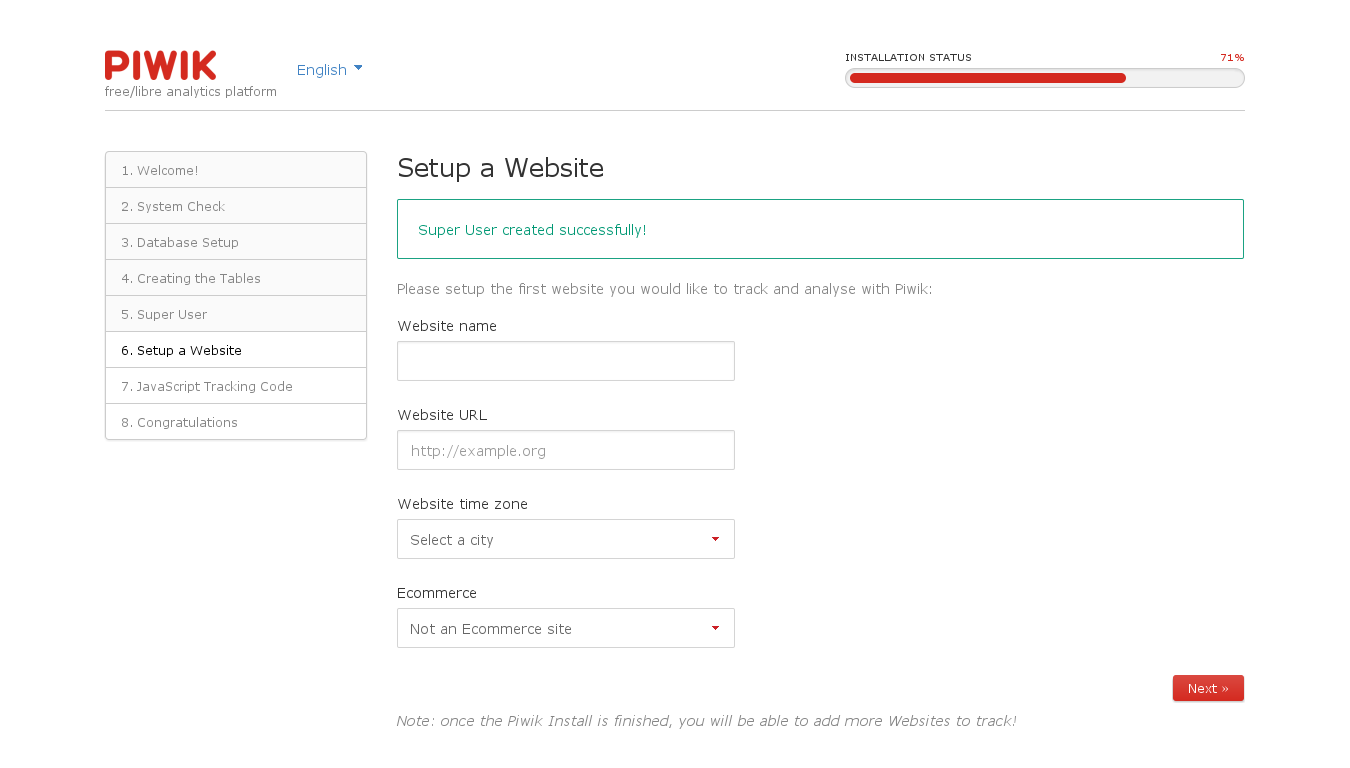 PIWIK
free/libre analytics platform
English
INSTALLATION STATUS 71%
1. Welcome!
2. System Check
3. Database Setup
4. Creating the Tables
5. Super User
6. Setup a Website
7. JavaScript Tracking Code
8. Congratulations
Setup a Website
Super User created successfully!
Please setup the first website you would like to track and analyse with Piwik:
Website name
Website URL
http://example.org
Website time zone
Select a city
Ecommerce
Not an Ecommerce site
Next »
Note: once the Piwik Install is finished, you will be able to add more Websites to track!